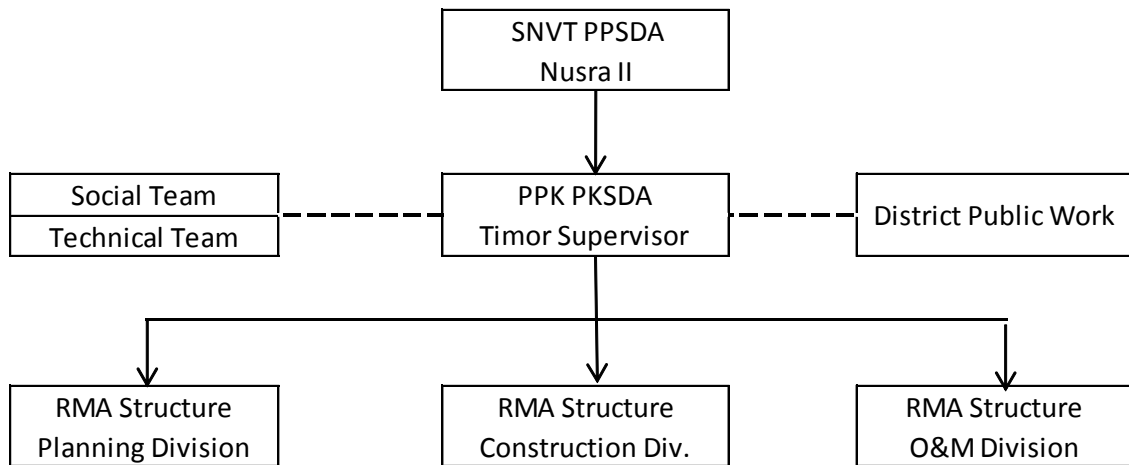 SNVT PPSDA
Nusra II
Social Team
Technical Team
PPK PKSDA
Timor Supervisor
District Public Work
RMA Structure
Planning Division
RMA Structure
Construction Div.
RMA Structure
O&M Division